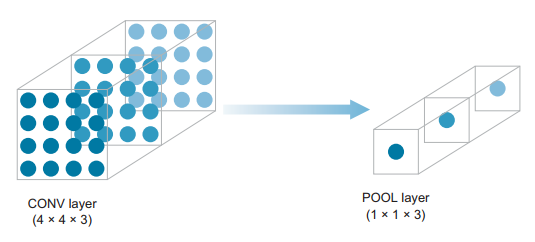 CONV layer
(4 × 4 × 3)
POOL layer
(1 × 1 × 3)